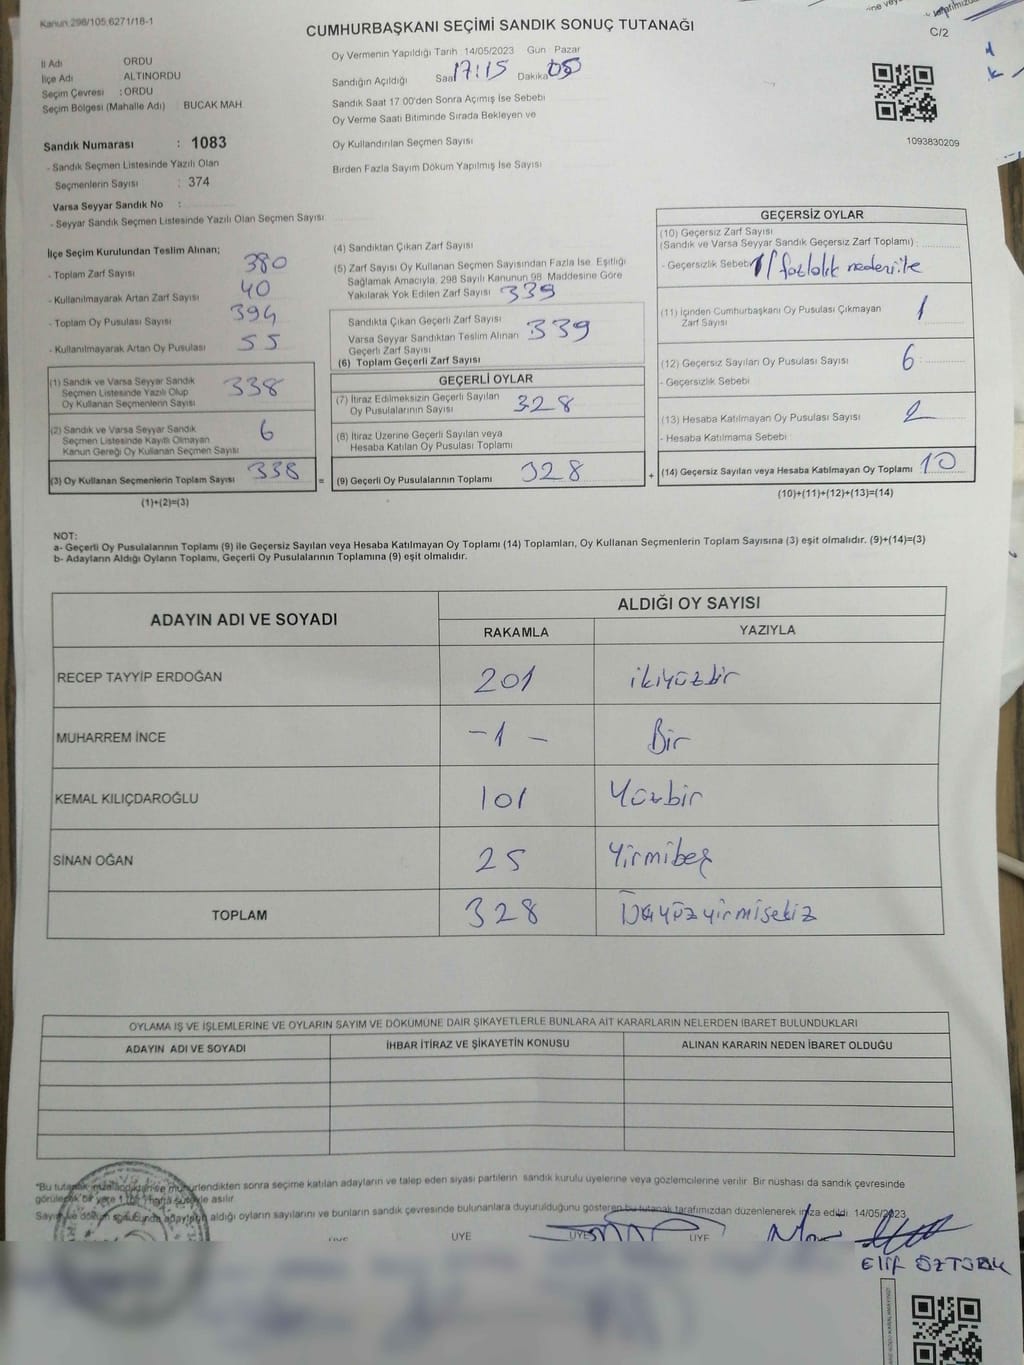 Kanun 298/105,6271/18-1
CUMHURBAŞKANI SEÇİMİ SANDIK SONUÇ TUTANAĞI
C/2
İl Adı ORDU
İlçe Adı ALTINORDU
Seçim Çevresi : ORDU
Seçim Bölgesi (Mahalle Adı) BUCAK MAH
Oy Vermenin Yapıldığı Tarih 14/05/2023 Gün Pazar
Sandığın Açıldığı Saat 17:15 Dakika 05
Sandık Saat 17 00'den Sonra Açımış İse Sebebi
Oy Verme Saati Bitiminde Sırada Bekleyen ve
Oy Kullandırılan Seçmen Sayısı
Birden Fazla Sayım Döküm Yapılmış İse Sayısı
1093830209
Sandık Numarası : 1083
- Sandık Seçmen Listesinde Yazılı Olan
Seçmenlerin Sayısı : 374
Varsa Seyyar Sandık No :
- Seyyar Sandık Seçmen Listesinde Yazılı Olan Seçmen Sayısı
İlçe Seçim Kurulundan Teslim Alınan;
- Toplam Zarf Sayısı 380
- Kullanılmayarak Artan Zarf Sayısı 40
- Toplam Oy Pusulası Sayısı 394
- Kullanılmayarak Artan Oy Pusulası 55
(1) Sandık ve Varsa Seyyar Sandık
Seçmen Listesinde Yazılı Olup
Oy Kullanan Seçmenlerin Sayısı 338
(2) Sandık ve Varsa Seyyar Sandık
Seçmen Listesinde Kayıtlı Olmayan
Kanun Gereği Oy Kullanan Seçmen Sayısı 6
(3) Oy Kullanan Seçmenlerin Toplam Sayısı 338 =
(1)+(2)=(3)
(4) Sandıktan Çıkan Zarf Sayısı
(5) Zarf Sayısı Oy Kullanan Seçmen Sayısından Fazla İse, Eşitliği
Sağlamak Amacıyla, 298 Sayılı Kanunun 98. Maddesine Göre
Yakılarak Yok Edilen Zarf Sayısı 339
Sandıkta Çıkan Geçerli Zarf Sayısı
Varsa Seyyar Sandıktan Teslim Alınan 339
Geçerli Zarf Sayısı
(6) Toplam Geçerli Zarf Sayısı
GEÇERLİ OYLAR
(7) İtiraz Edilmeksizin Geçerli Sayılan
Oy Pusulalarının Sayısı 328
(8) İtiraz Üzerine Geçerli Sayılan veya
Hesaba Katılan Oy Pusulası Toplamı
(9) Geçerli Oy Pusulalarının Toplamı 328 +
GEÇERSİZ OYLAR
(10) Geçersiz Zarf Sayısı
(Sandık ve Varsa Seyyar Sandık Geçersiz Zarf Toplamı) :
- Geçersizlik Sebebi 1/ fazlalık nedeni ile
(11) İçinden Cumhurbaşkanı Oy Pusulası Çıkmayan
Zarf Sayısı 1
(12) Geçersiz Sayılan Oy Pusulası Sayısı 6
- Geçersizlik Sebebi
(13) Hesaba Katılmayan Oy Pusulası Sayısı 2
- Hesaba Katılmama Sebebi
(14) Geçersiz Sayılan veya Hesaba Katılmayan Oy Toplamı 10
(10)+(11)+(12)+(13)=(14)
NOT:
a- Geçerli Oy Pusulalarının Toplamı (9) ile Geçersiz Sayılan veya Hesaba Katılmayan Oy Toplamı (14) Toplamları, Oy Kullanan Seçmenlerin Toplam Sayısına (3) eşit olmalıdır. (9)+(14)=(3)
b- Adayların Aldığı Oyların Toplamı, Geçerli Oy Pusulalarının Toplamına (9) eşit olmalıdır.
ADAYIN ADI VE SOYADI
ALDIĞI OY SAYISI
RAKAMLA YAZIYLA
RECEP TAYYİP ERDOĞAN 201 ikiyüzbir
MUHARREM İNCE -1- Bir
KEMAL KILIÇDAROĞLU 101 Yüzbir
SİNAN OĞAN 25 Yirmibeş
TOPLAM 328 Üçyüzyirmisekiz
OYLAMA İŞ VE İŞLEMLERİNE VE OYLARIN SAYIM VE DÖKÜMÜNE DAİR ŞİKAYETLERLE BUNLARA AİT KARARLARIN NELERDEN İBARET BULUNDUKLARI
ADAYIN ADI VE SOYADI İHBAR İTİRAZ VE ŞİKAYETİN KONUSU ALINAN KARARIN NEDEN İBARET OLDUĞU
mühürlendikten sonra seçime katılan adayların ve talep eden siyasi partilerin sandık kurulu üyelerine veya gözlemcilerine verilir. Bir nüshası da sandık çevresinde
asılır.
aldığı oyların sayılarını ve bunların sandık çevresinde bulunanlara duyurulduğunu gösteren bu tutanak tarafımızdan düzenlenerek imza edildi. 14/05/2023
ÜYE ÜYE ÜYE
Elif ÖZTÜRK